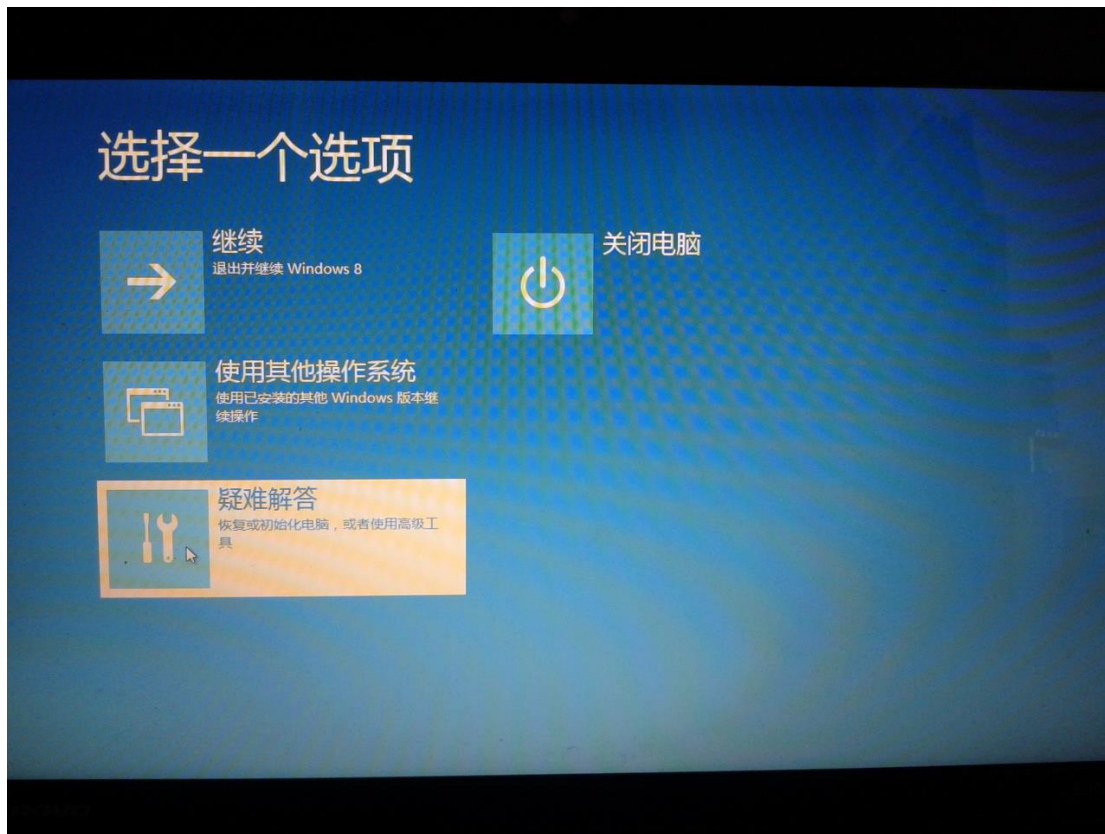 选择一个选项
继续
退出并继续 Windows 8
关闭电脑
使用其他操作系统
使用已安装的其他 Windows 版本继
续操作
疑难解答
恢复或初始化电脑，或者使用高级工
具